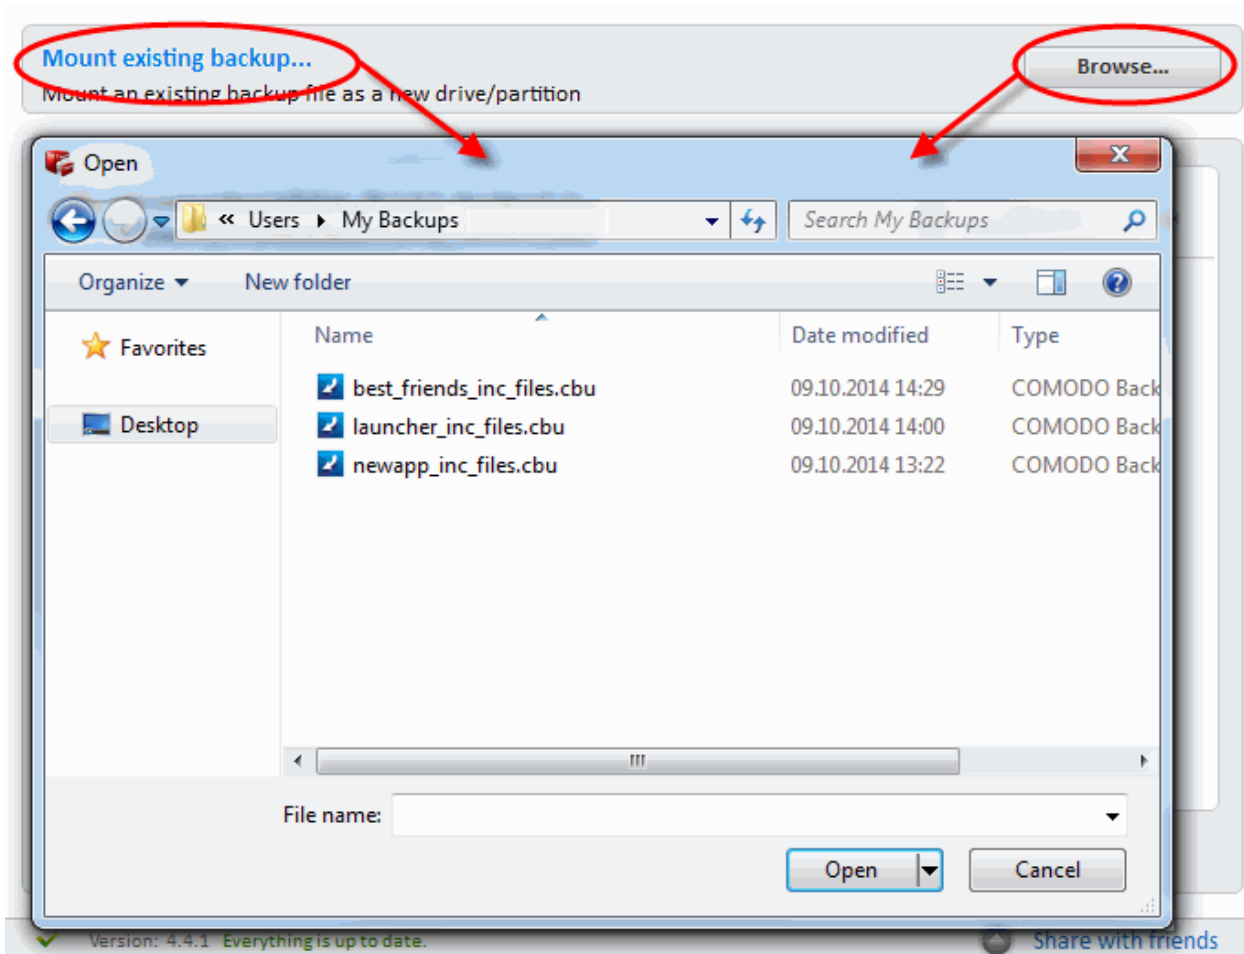 Mount existing backup...
Browse...
Mount an existing backup file as a new drive/partition
Open
« Users ▸ My Backups
Search My Backups
Organize
New folder
Name Date modified Type
Favorites
Desktop
best_friends_inc_files.cbu 09.10.2014 14:29 COMODO Back
launcher_inc_files.cbu 09.10.2014 14:00 COMODO Back
newapp_inc_files.cbu 09.10.2014 13:22 COMODO Back
File name:
Open Cancel
Version: 4.4.1 Everything is up to date. Share with friends